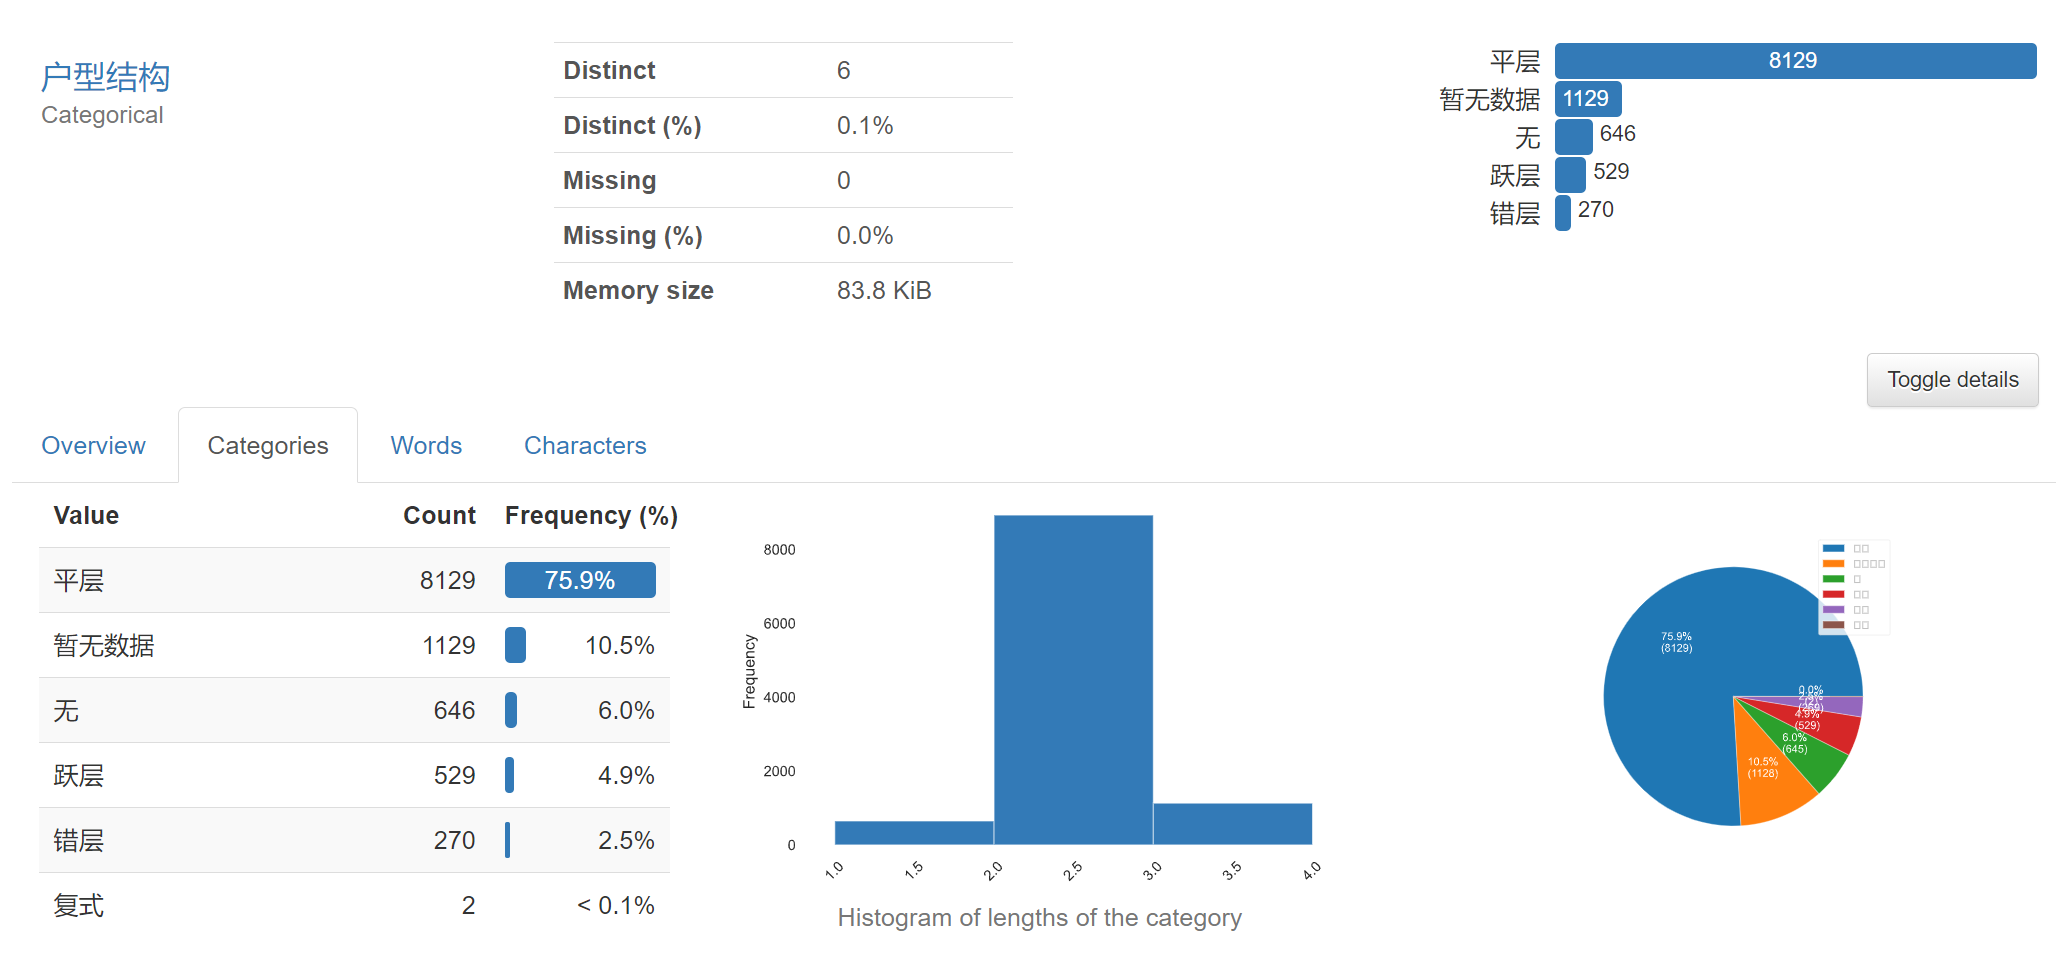 户型结构
Categorical
Distinct 6
Distinct (%) 0.1%
Missing 0
Missing (%) 0.0%
Memory size 83.8 KiB
平层 8129
暂无数据 1129
无 646
跃层 529
错层 270
Toggle details
Overview Categories Words Characters
Value Count Frequency (%)
平层 8129 75.9%
暂无数据 1129 10.5%
无 646 6.0%
跃层 529 4.9%
错层 270 2.5%
复式 2 < 0.1%
Frequency
8000
6000
4000
2000
0
1.0 1.5 2.0 2.5 3.0 3.5 4.0
Histogram of lengths of the category
75.9%
(8129)
0.0%
4.9%
(529)
6.0%
(645)
10.5%
(1128)